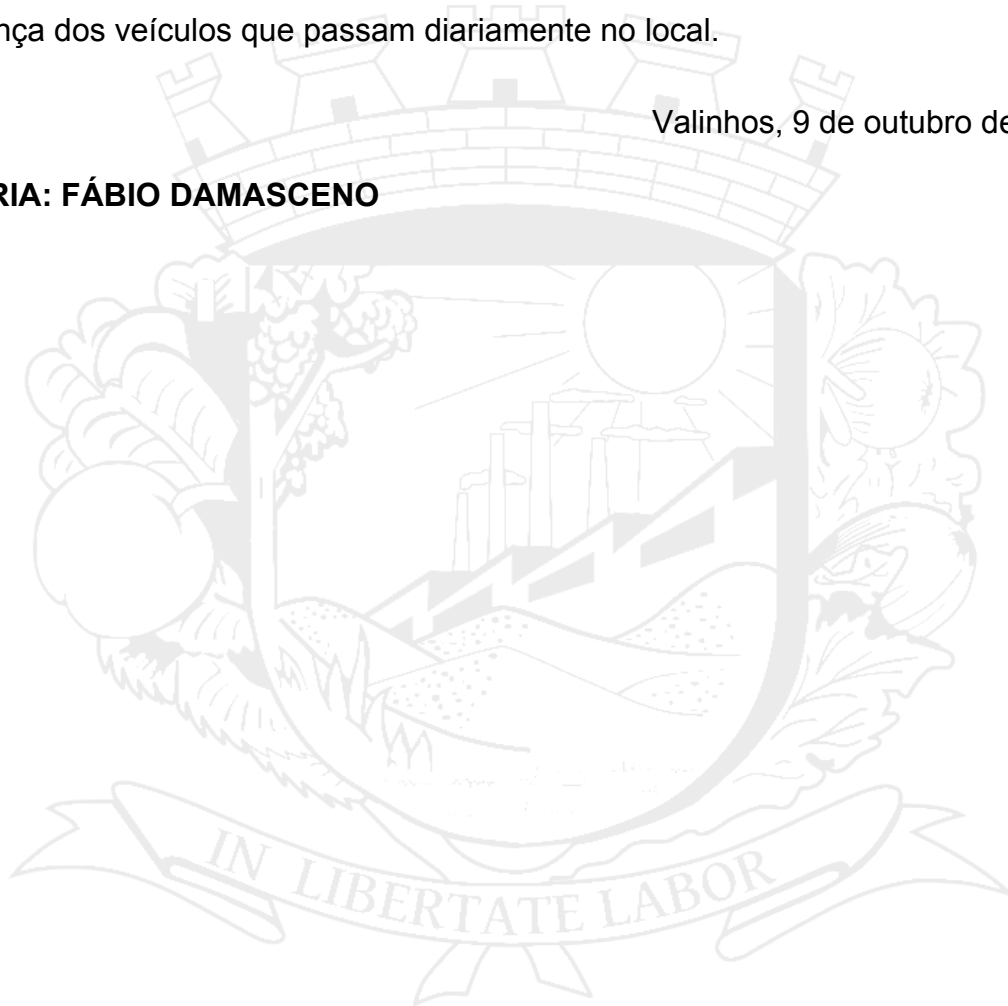 nça dos veículos que passam diariamente no local.
Valinhos, 9 de outubro de
RIA: FÁBIO DAMASCENO
IN LIBERTATE LABOR